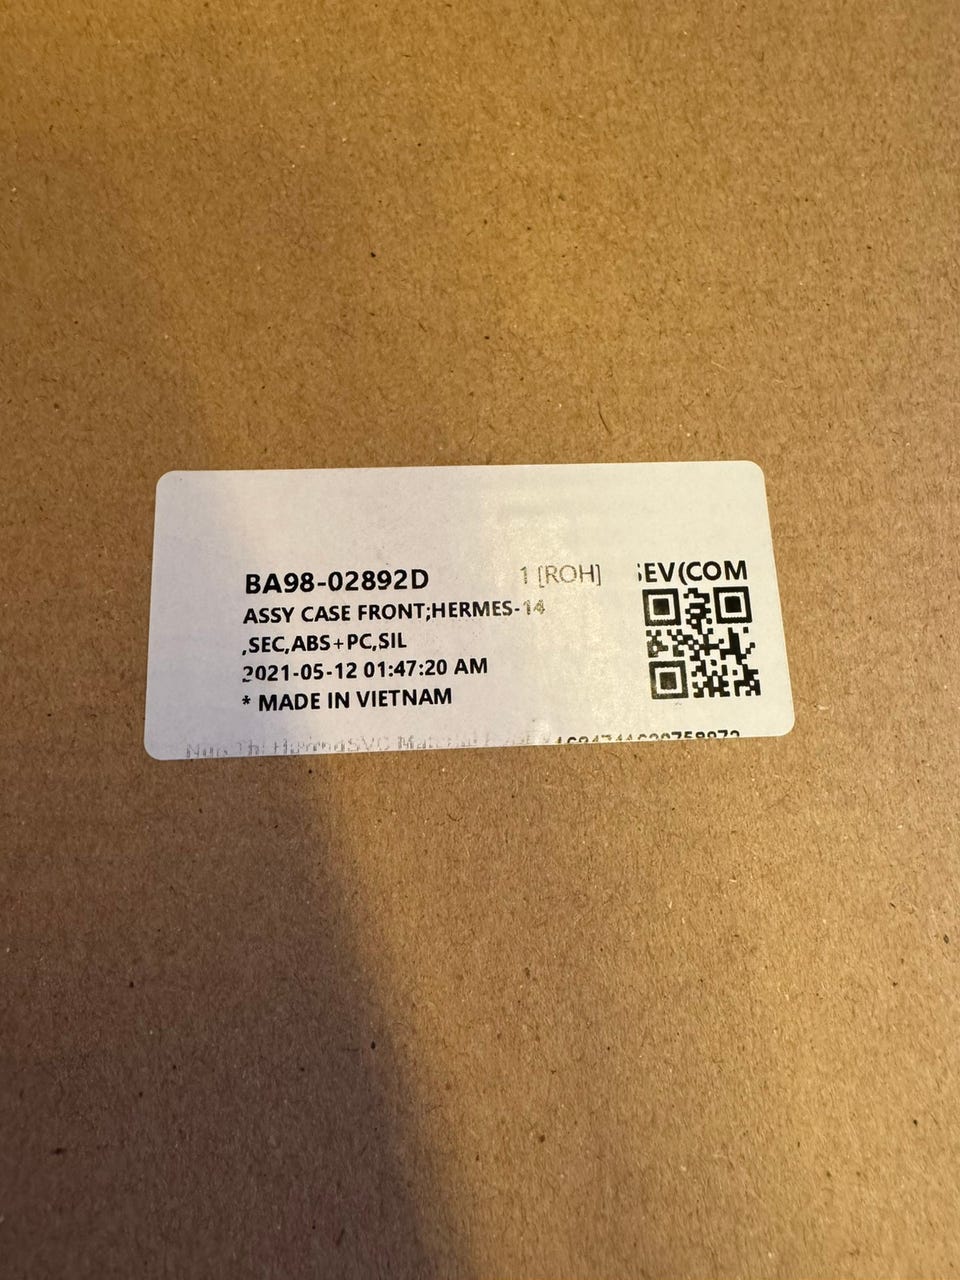 BA98-02892D 1 [ROH] SEV(COM
ASSY CASE FRONT;HERMES-14
,SEC,ABS+PC,SIL
2021-05-12 01:47:20 AM
* MADE IN VIETNAM